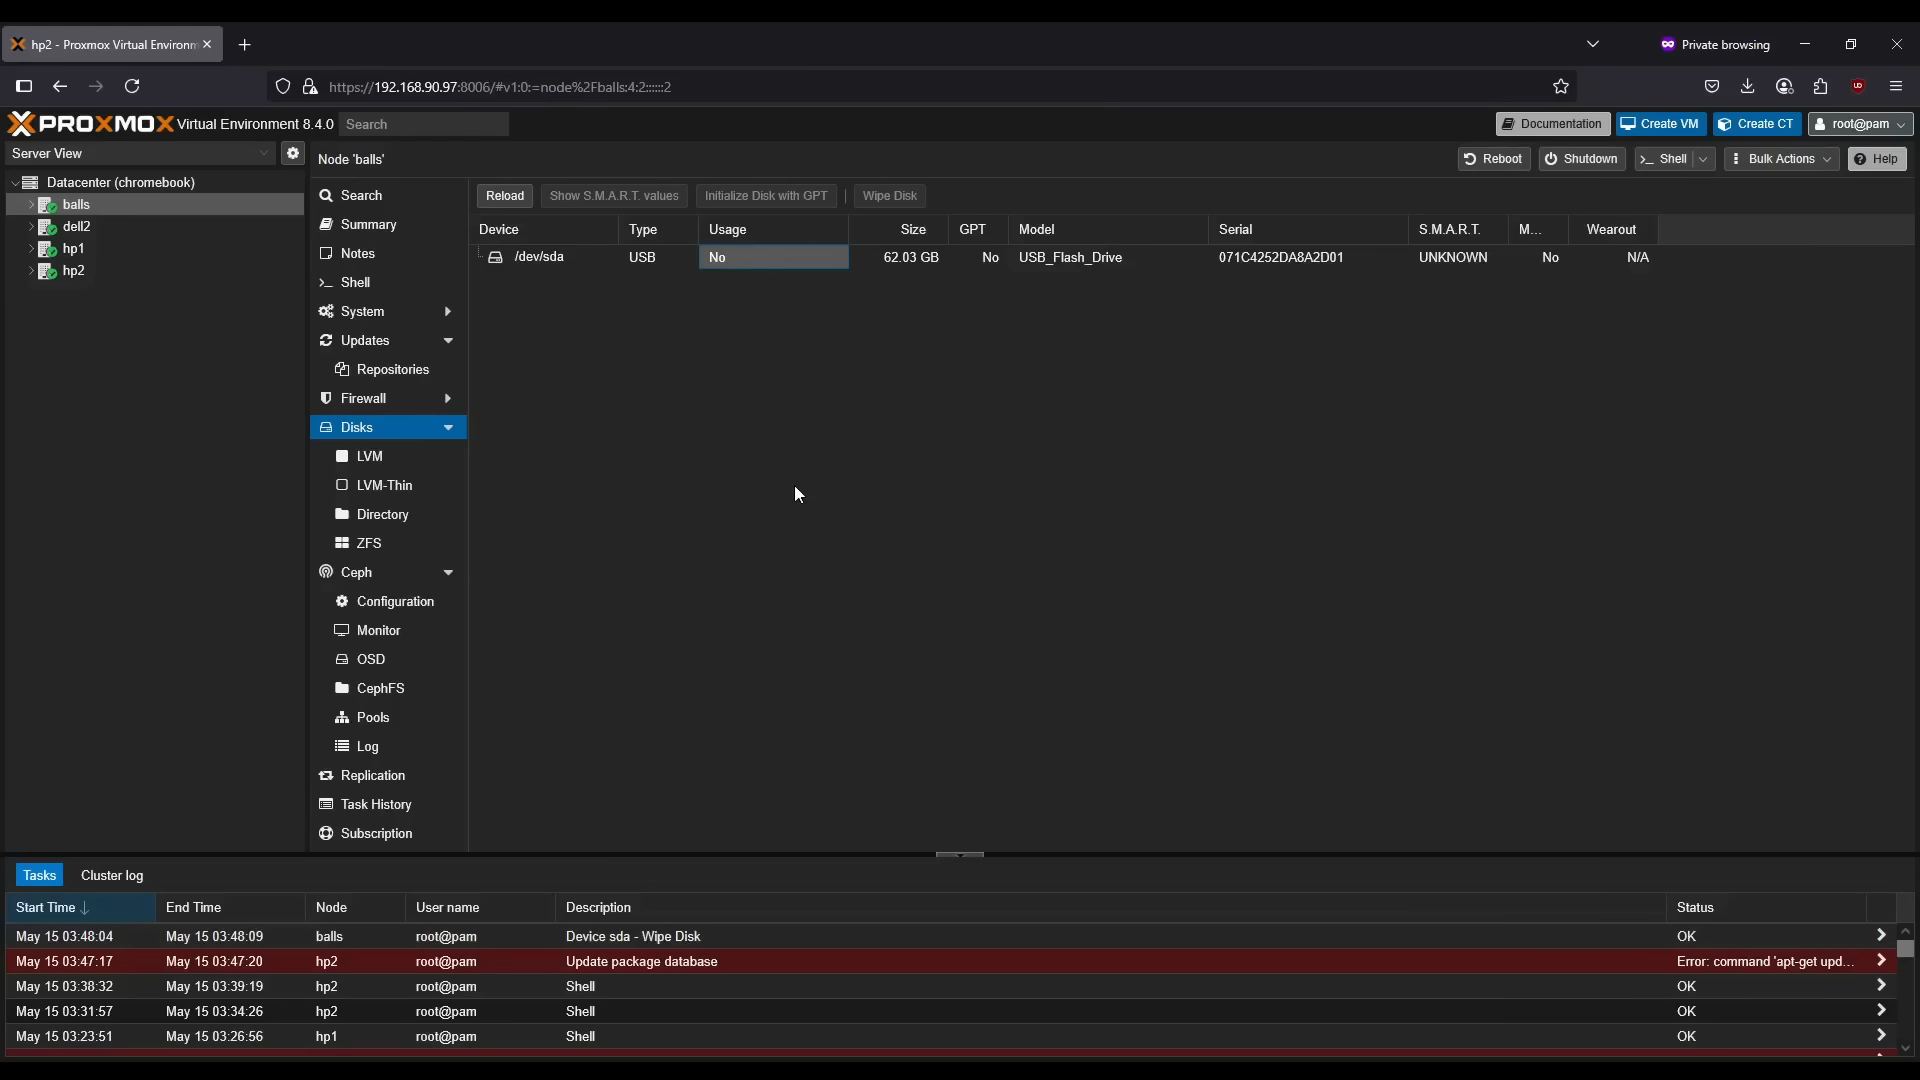 hp2 - Proxmox Virtual Environm
Private browsing
https://192.168.90.97:8006/#v1:0:=node%2Fballs:4:2::::::2
PROXMOX Virtual Environment 8.4.0 Search
Documentation Create VM Create CT root@pam
Server View
Node 'balls'
Reboot Shutdown Shell Bulk Actions Help
Datacenter (chromebook)
balls
dell2
hp1
hp2
Search
Summary
Notes
Shell
System
Updates
Repositories
Firewall
Disks
LVM
LVM-Thin
Directory
ZFS
Ceph
Configuration
Monitor
OSD
CephFS
Pools
Log
Replication
Task History
Subscription
Reload Show S.M.A.R.T. values Initialize Disk with GPT Wipe Disk
Device Type Usage Size GPT Model Serial S.M.A.R.T. M... Wearout
/dev/sda USB No 62.03 GB No USB_Flash_Drive 071C4252DA8A2D01 UNKNOWN No N/A
Tasks Cluster log
Start Time End Time Node User name Description Status
May 15 03:48:04 May 15 03:48:09 balls root@pam Device sda - Wipe Disk OK
May 15 03:47:17 May 15 03:47:20 hp2 root@pam Update package database Error: command 'apt-get upd...
May 15 03:38:32 May 15 03:39:19 hp2 root@pam Shell OK
May 15 03:31:57 May 15 03:34:26 hp2 root@pam Shell OK
May 15 03:23:51 May 15 03:26:56 hp1 root@pam Shell OK